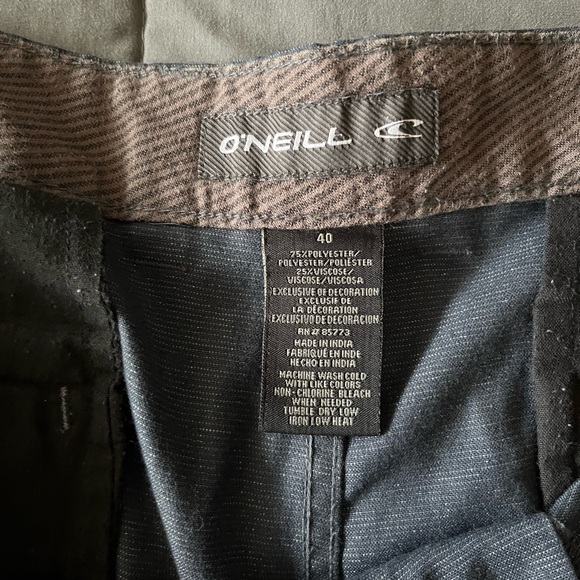 O'NEILL
40
75% POLYESTER/
POLYESTER/POLIÉSTER
25% VISCOSE/
VISCOSE/VISCOSA
EXCLUSIVE OF DECORATION
EXCLUSIF DE
LA DÉCORATION
EXCLUSIVO DE DECORACION
RN# 85773
MADE IN INDIA
FABRIQUÉ EN INDE
HECHO EN INDIA
MACHINE WASH COLD
WITH LIKE COLORS
NON-CHLORINE BLEACH
WHEN NEEDED
TUMBLE DRY LOW
IRON LOW HEAT